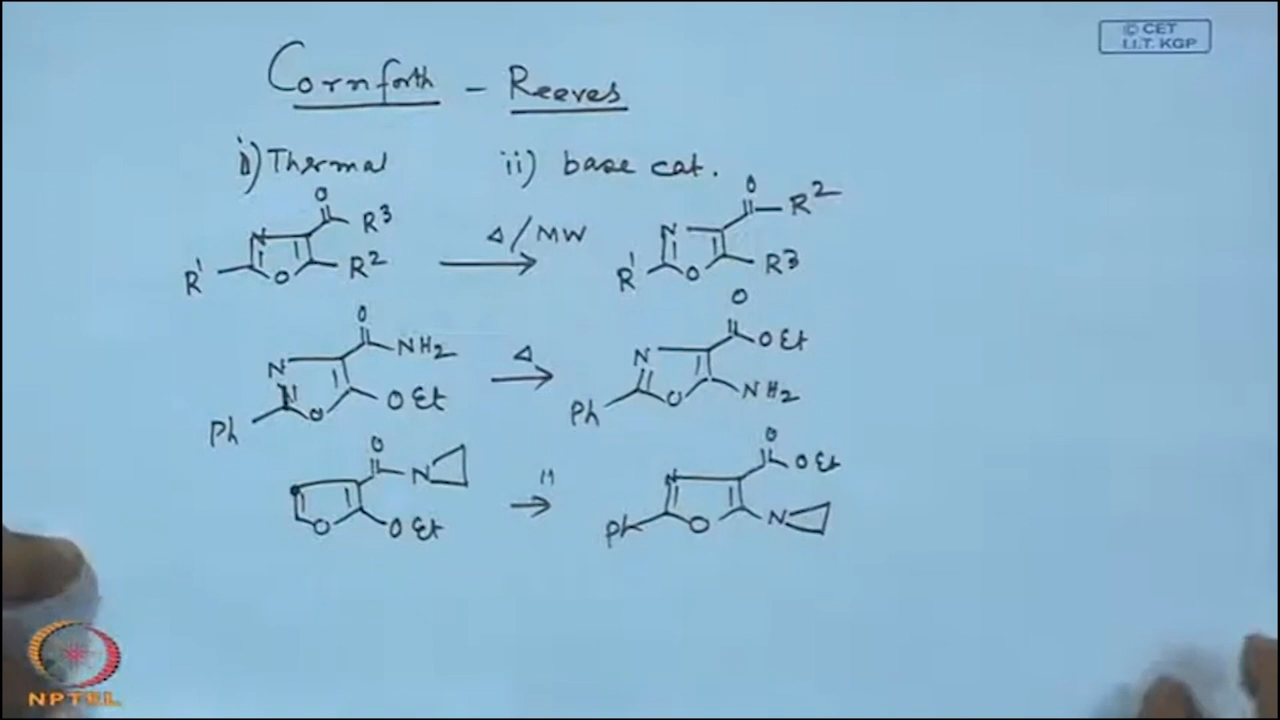 © CET
I.I.T. KGP
Cornforth - Reeves
i) Thermal ii) base cat.
O
R³
N
R²
R¹
O
Δ/MW
O
R²
N
R³
R¹
O
O
NH₂
N
N
OEt
Ph
O
Δ
O
OEt
N
NH₂
Ph
O
O
N
OEt
O
"
O
OEt
N
N
Ph
O
NPTEL